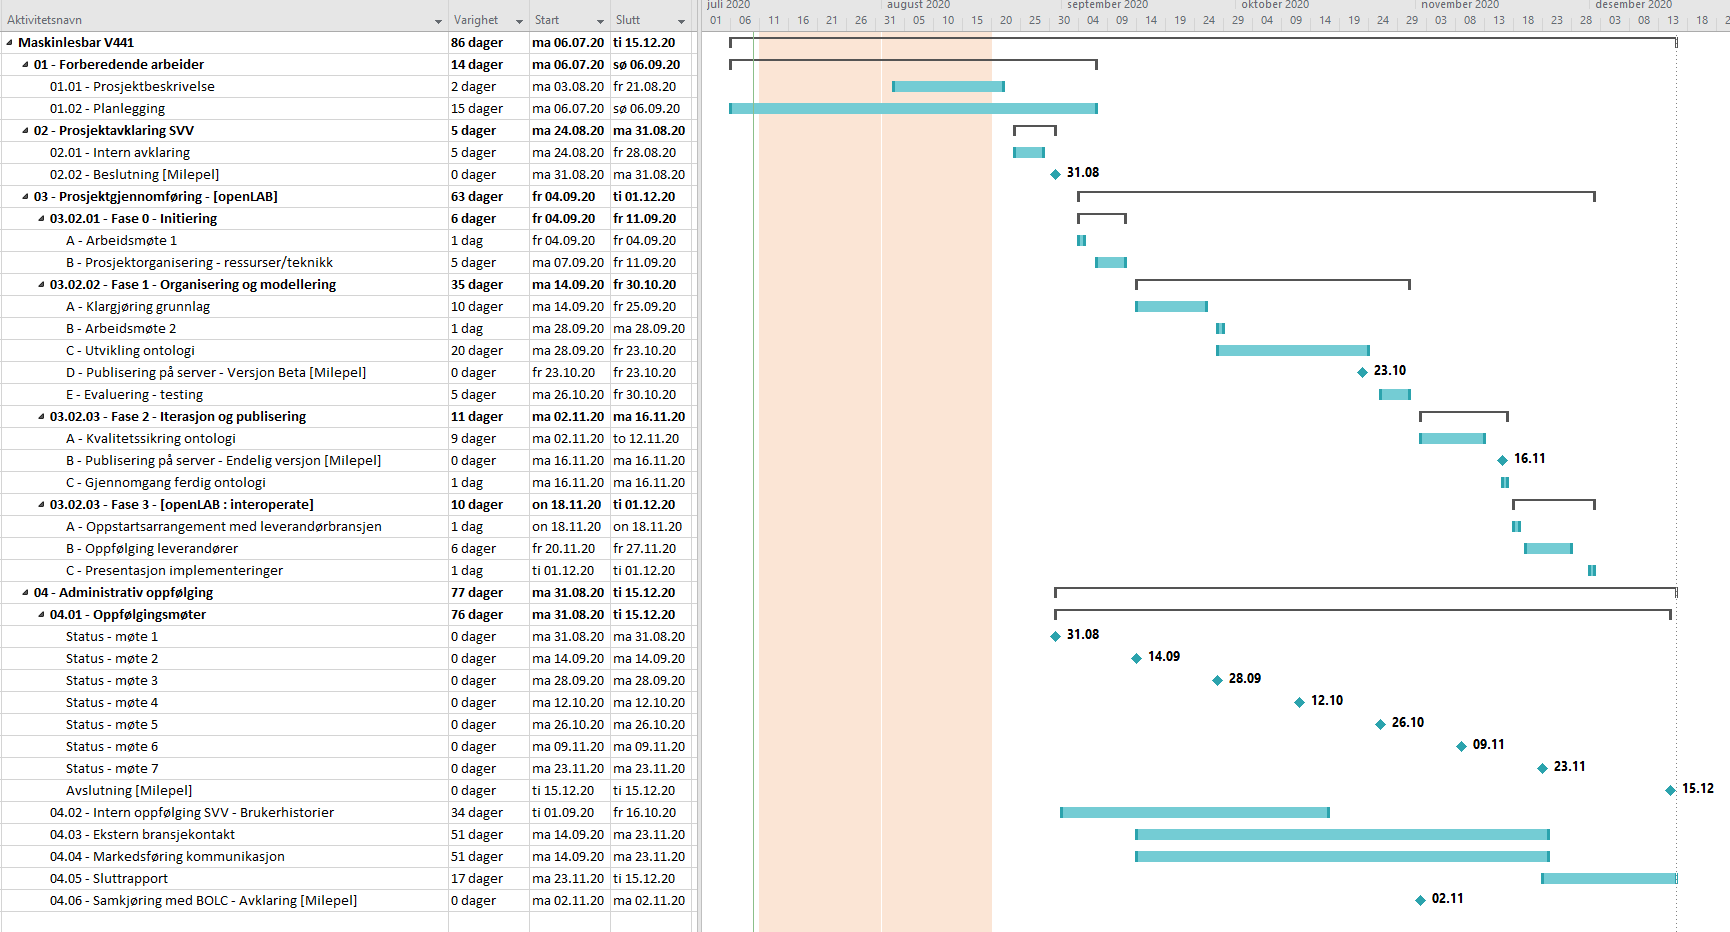 juli 2020 august 2020 september 2020 oktober 2020 november 2020 desember 2020
Aktivitetsnavn Varighet Start Slutt 01 06 11 16 21 26 31 05 10 15 20 25 30 04 09 14 19 24 29 04 09 14 19 24 29 03 08 13 18 23 28 03 08 13 18
Maskinlesbar V441 86 dager ma 06.07.20 ti 15.12.20
01 - Forberedende arbeider 14 dager ma 06.07.20 sø 06.09.20
01.01 - Prosjektbeskrivelse 2 dager ma 03.08.20 fr 21.08.20
01.02 - Planlegging 15 dager ma 06.07.20 sø 06.09.20
02 - Prosjektavklaring SVV 5 dager ma 24.08.20 ma 31.08.20
02.01 - Intern avklaring 5 dager ma 24.08.20 fr 28.08.20
02.02 - Beslutning [Milepel] 0 dager ma 31.08.20 ma 31.08.20 31.08
03 - Prosjektgjennomføring - [openLAB] 63 dager fr 04.09.20 ti 01.12.20
03.02.01 - Fase 0 - Initiering 6 dager fr 04.09.20 fr 11.09.20
A - Arbeidsmøte 1 1 dag fr 04.09.20 fr 04.09.20
B - Prosjektorganisering - ressurser/teknikk 5 dager ma 07.09.20 fr 11.09.20
03.02.02 - Fase 1 - Organisering og modellering 35 dager ma 14.09.20 fr 30.10.20
A - Klargjøring grunnlag 10 dager ma 14.09.20 fr 25.09.20
B - Arbeidsmøte 2 1 dag ma 28.09.20 ma 28.09.20
C - Utvikling ontologi 20 dager ma 28.09.20 fr 23.10.20
D - Publisering på server - Versjon Beta [Milepel] 0 dager fr 23.10.20 fr 23.10.20 23.10
E - Evaluering - testing 5 dager ma 26.10.20 fr 30.10.20
03.02.03 - Fase 2 - Iterasjon og publisering 11 dager ma 02.11.20 ma 16.11.20
A - Kvalitetssikring ontologi 9 dager ma 02.11.20 to 12.11.20
B - Publisering på server - Endelig versjon [Milepel] 0 dager ma 16.11.20 ma 16.11.20 16.11
C - Gjennomgang ferdig ontologi 1 dag ma 16.11.20 ma 16.11.20
03.02.03 - Fase 3 - [openLAB : interoperate] 10 dager on 18.11.20 ti 01.12.20
A - Oppstartsarrangement med leverandørbransjen 1 dag on 18.11.20 on 18.11.20
B - Oppfølging leverandører 6 dager fr 20.11.20 fr 27.11.20
C - Presentasjon implementeringer 1 dag ti 01.12.20 ti 01.12.20
04 - Administrativ oppfølging 77 dager ma 31.08.20 ti 15.12.20
04.01 - Oppfølgingsmøter 76 dager ma 31.08.20 ti 15.12.20
Status - møte 1 0 dager ma 31.08.20 ma 31.08.20 31.08
Status - møte 2 0 dager ma 14.09.20 ma 14.09.20 14.09
Status - møte 3 0 dager ma 28.09.20 ma 28.09.20 28.09
Status - møte 4 0 dager ma 12.10.20 ma 12.10.20 12.10
Status - møte 5 0 dager ma 26.10.20 ma 26.10.20 26.10
Status - møte 6 0 dager ma 09.11.20 ma 09.11.20 09.11
Status - møte 7 0 dager ma 23.11.20 ma 23.11.20 23.11
Avslutning [Milepel] 0 dager ti 15.12.20 ti 15.12.20 15.12
04.02 - Intern oppfølging SVV - Brukerhistorier 34 dager ti 01.09.20 fr 16.10.20
04.03 - Ekstern bransjekontakt 51 dager ma 14.09.20 ma 23.11.20
04.04 - Markedsføring kommunikasjon 51 dager ma 14.09.20 ma 23.11.20
04.05 - Sluttrapport 17 dager ma 23.11.20 ti 15.12.20
04.06 - Samkjøring med BOLC - Avklaring [Milepel] 0 dager ma 02.11.20 ma 02.11.20 02.11